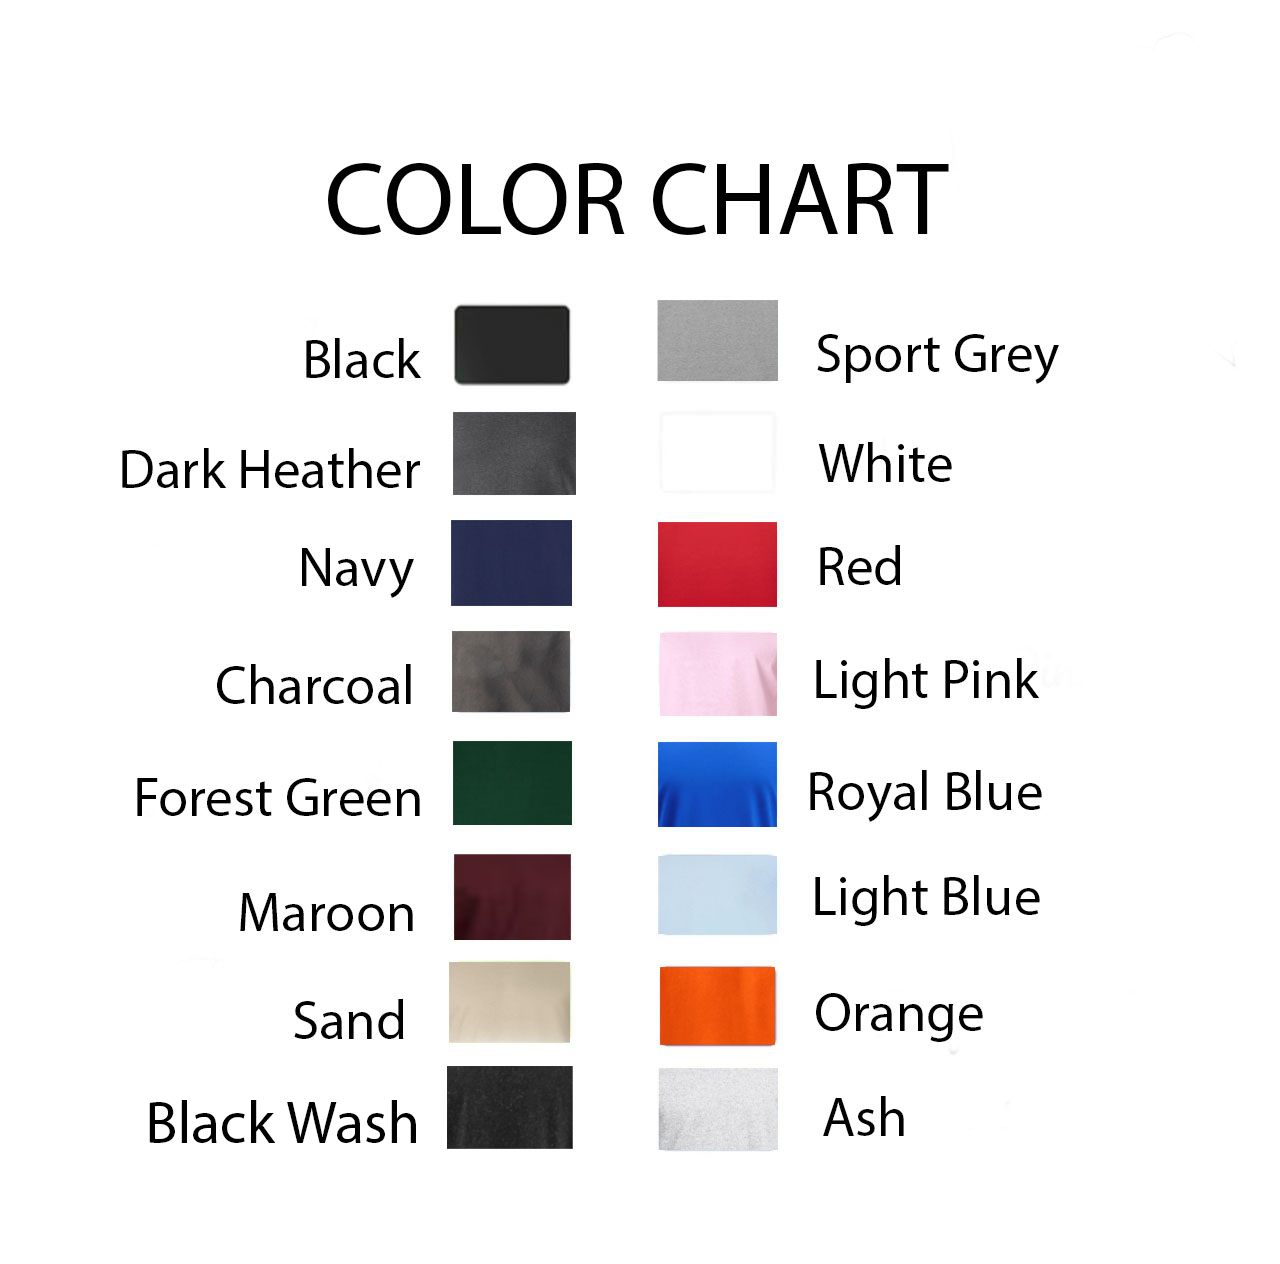 COLOR CHART
Black
Sport Grey
Dark Heather
White
Navy
Red
Charcoal
Light Pink
Forest Green
Royal Blue
Maroon
Light Blue
Sand
Orange
Black Wash
Ash